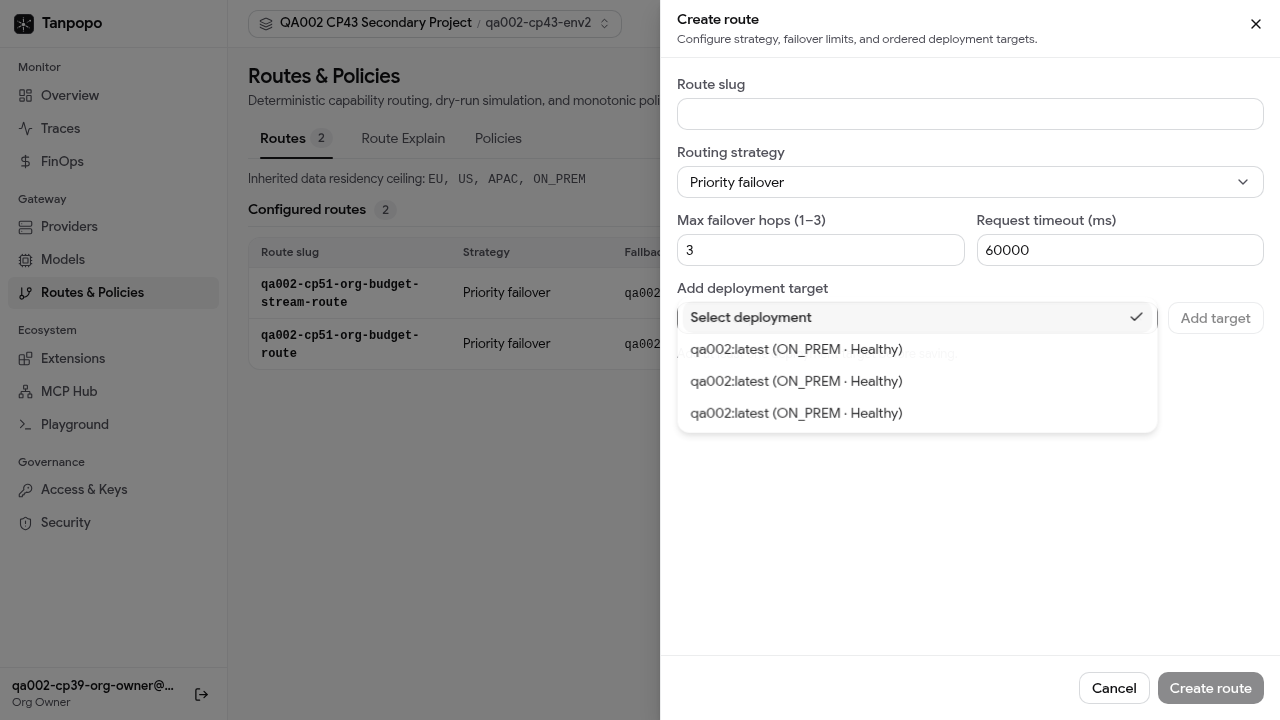 Tanpopo
Monitor
Overview
Traces
FinOps
Gateway
Providers
Models
Routes & Policies
Ecosystem
Extensions
MCP Hub
Playground
Governance
Access & Keys
Security
qa002-cp39-org-owner@...
Org Owner
QA002 CP43 Secondary Project / qa002-cp43-env2
Routes & Policies
Deterministic capability routing, dry-run simulation, and monotonic poli
Routes 2 Route Explain Policies
Inherited data residency ceiling: EU, US, APAC, ON_PREM
Configured routes 2
Route slug Strategy Fallbac
qa002-cp51-org-budget-
stream-route
Priority failover
qa002
qa002-cp51-org-budget-
route
Priority failover
qa002
Create route
Configure strategy, failover limits, and ordered deployment targets.
Route slug
Routing strategy
Priority failover
Max failover hops (1–3) Request timeout (ms)
3 60000
Add deployment target
Select deployment
Add target
qa002:latest (ON_PREM · Healthy)
saving.
qa002:latest (ON_PREM · Healthy)
qa002:latest (ON_PREM · Healthy)
Cancel Create route